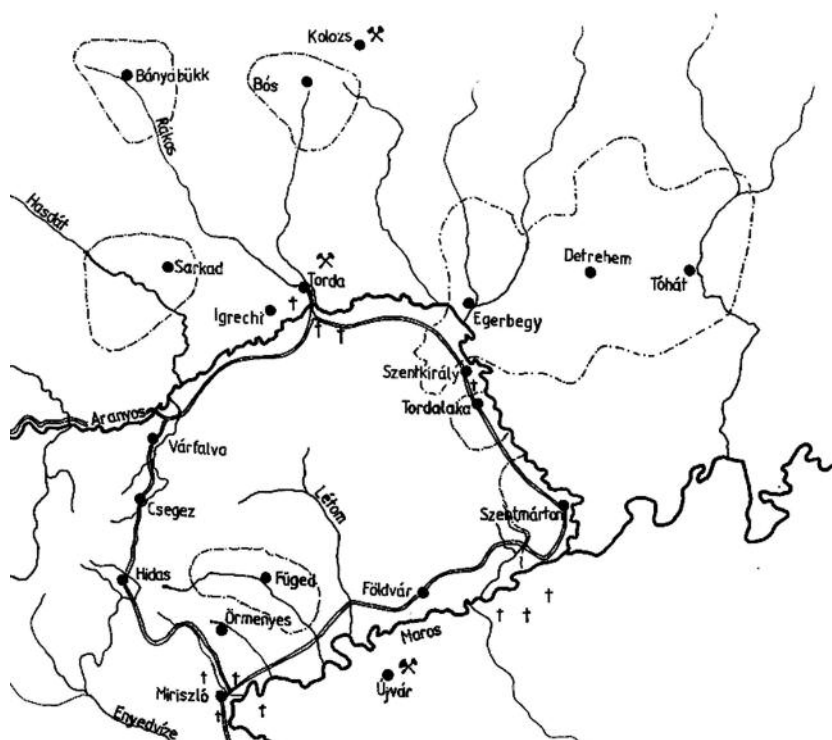 Kolozs
Bányabükk
Bós
Rákos
Hasdát
Sarkad
Torda
Detrehem
Tóhát
Igrechi
Egerbegy
Szentkirály
Aranyos
Tordalaka
Várfalva
Létom
Csegez
Szentmárton
Hidas
Füged
Földvár
Örmenyes
Maros
Miriszló
Újvár
Enyedvize